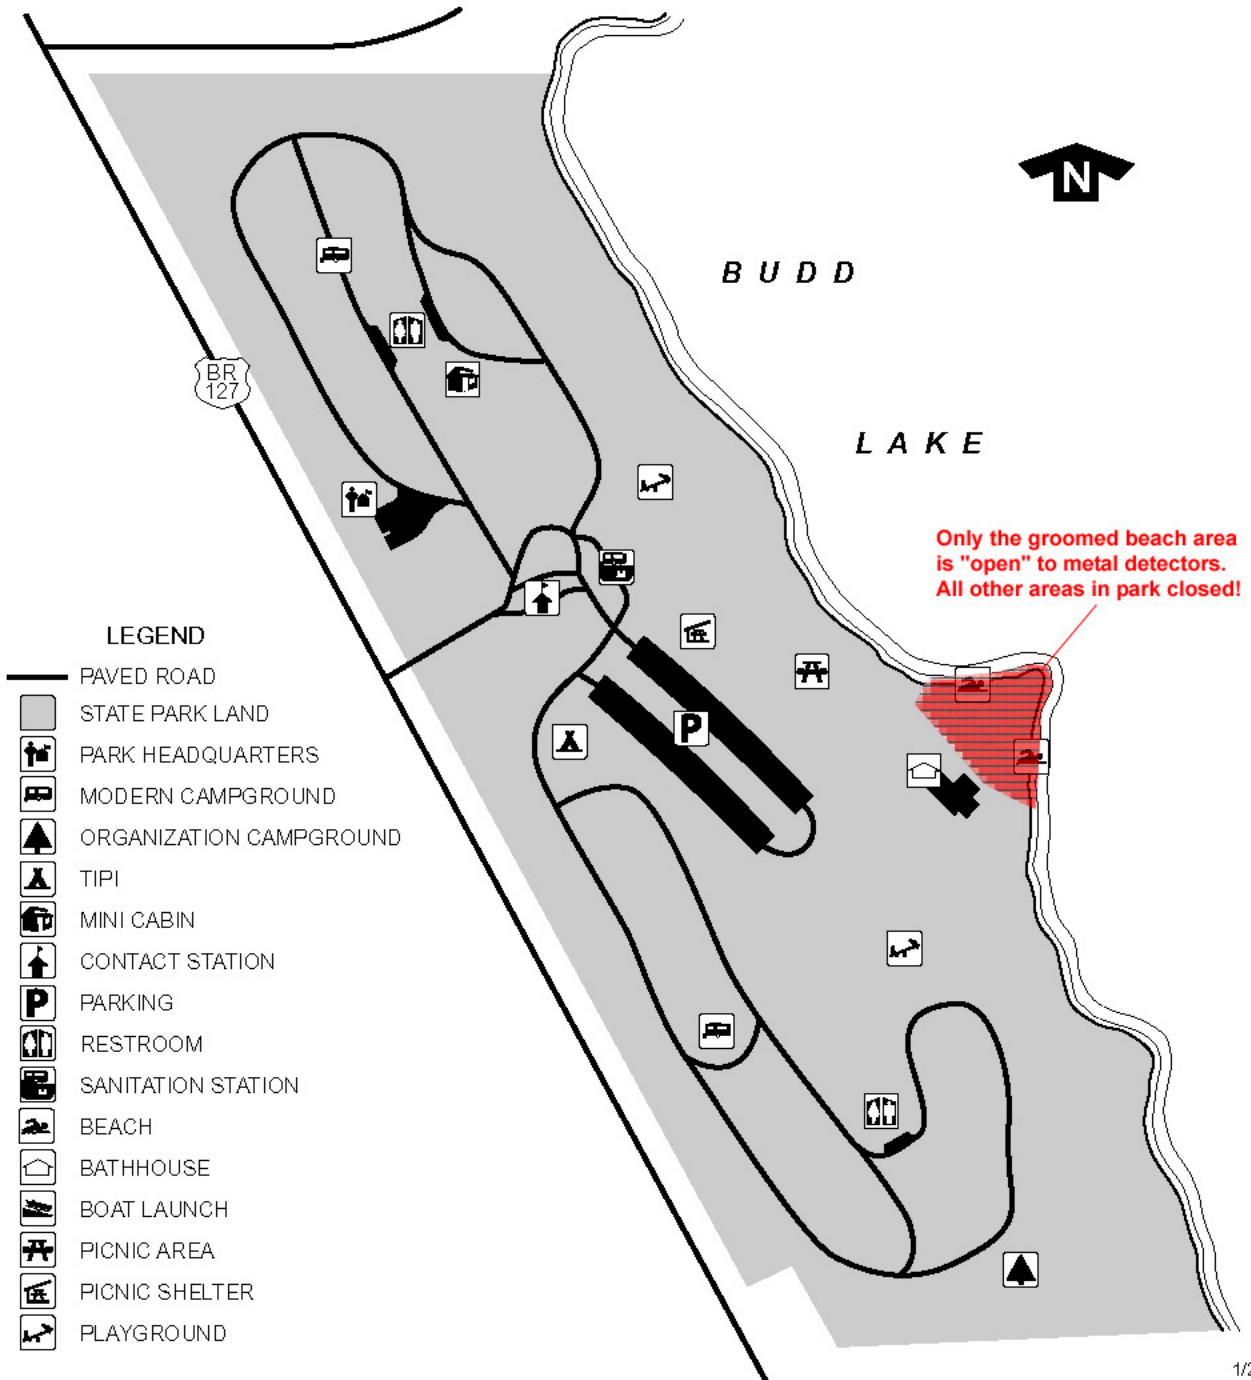 N
B U D D
L A K E
BR
127
Only the groomed beach area
is "open" to metal detectors.
All other areas in park closed!
P
LEGEND
PAVED ROAD
STATE PARK LAND
PARK HEADQUARTERS
MODERN CAMPGROUND
ORGANIZATION CAMPGROUND
TIPI
MINI CABIN
CONTACT STATION
P PARKING
RESTROOM
SANITATION STATION
BEACH
BATHHOUSE
BOAT LAUNCH
PICNIC AREA
PICNIC SHELTER
PLAYGROUND
1/2